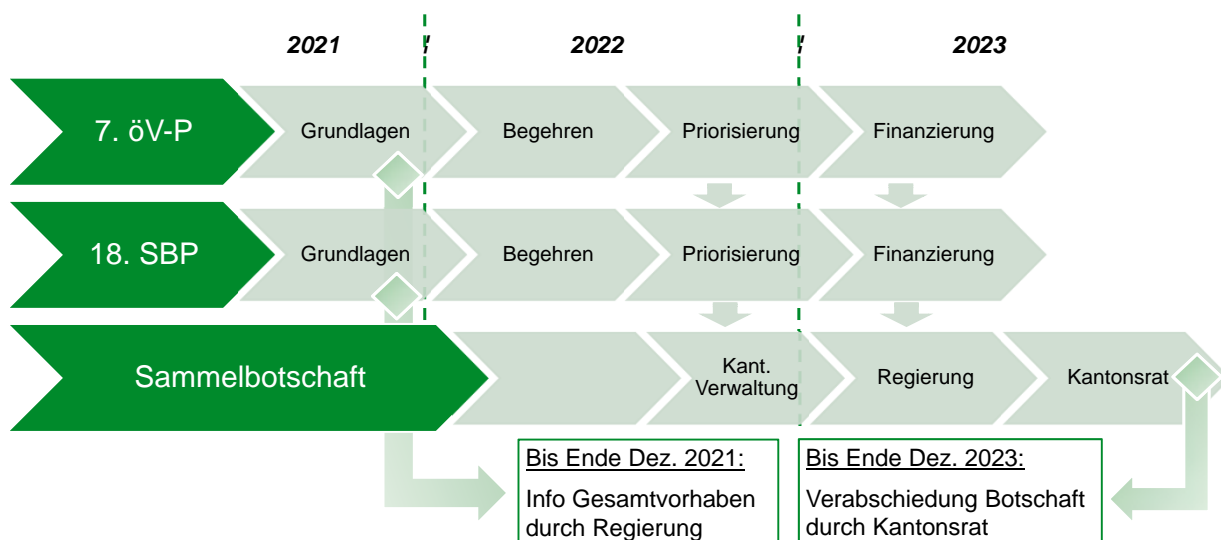 2021 / 2022 / 2023
7. öV-P
Grundlagen
Begehren
Priorisierung
Finanzierung
18. SBP
Grundlagen
Begehren
Priorisierung
Finanzierung
Sammelbotschaft
Kant.
Verwaltung
Regierung
Kantonsrat
Bis Ende Dez. 2021:
Info Gesamtvorhaben
durch Regierung
Bis Ende Dez. 2023:
Verabschiedung Botschaft
durch Kantonsrat